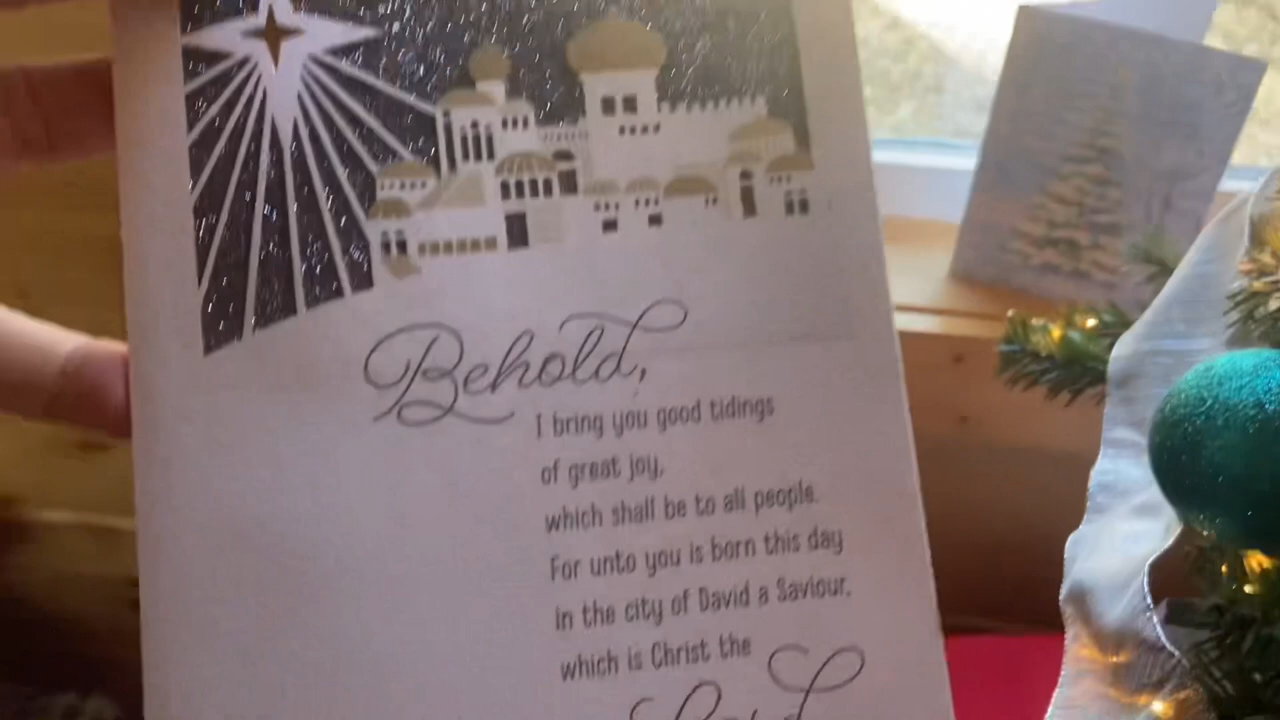 Behold,
I bring you good tidings
of great joy,
which shall be to all people.
For unto you is born this day
in the city of David a Saviour,
which is Christ the
Lord